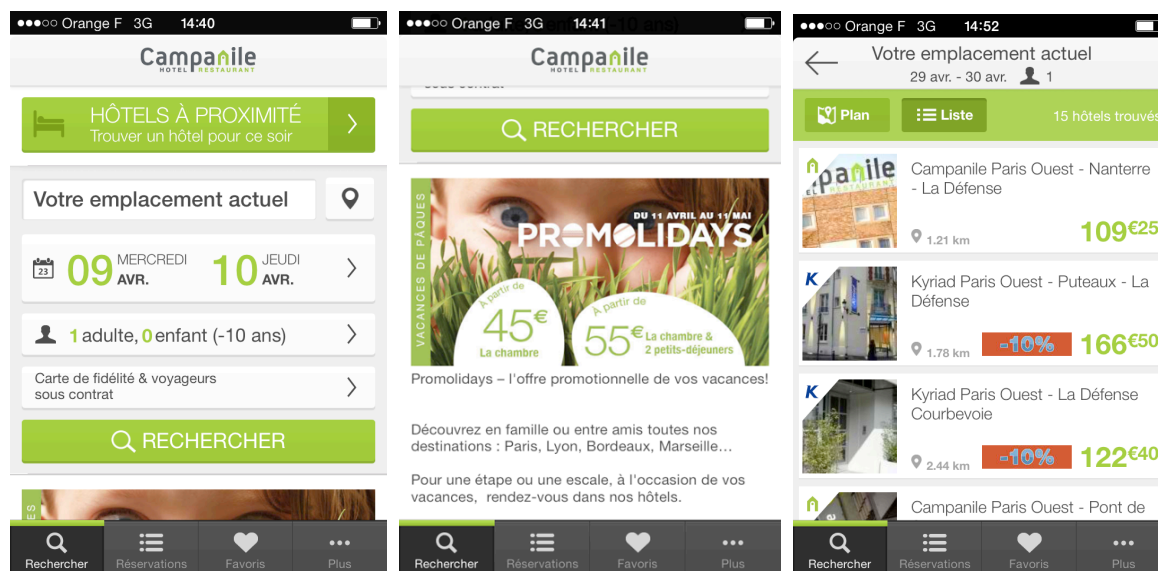 Orange F 3G 14:40
Campanile
HOTEL RESTAURANT
HÔTELS À PROXIMITÉ
Trouver un hôtel pour ce soir
Votre emplacement actuel
23
09 MERCREDI AVR.
10 JEUDI AVR.
1 adulte, 0 enfant (-10 ans)
Carte de fidélité & voyageurs
sous contrat
RECHERCHER
Rechercher Réservations Favoris Plus
Orange F 3G 14:41
Campanile
HOTEL RESTAURANT
sous contrat
RECHERCHER
VACANCES DE PÂQUES
DU 11 AVRIL AU 11 MAI
PROMOLIDAYS
À partir de
45€
La chambre
À partir de
55€ La chambre &
2 petits-déjeuners
Promolidays – l'offre promotionnelle de vos vacances!
Découvrez en famille ou entre amis toutes nos
destinations : Paris, Lyon, Bordeaux, Marseille…
Pour une étape ou une escale, à l'occasion de vos
vacances, rendez-vous dans nos hôtels.
Rechercher Réservations Favoris Plus
Orange F 3G 14:52
Votre emplacement actuel
29 avr. - 30 avr. 1
Plan Liste 15 hôtels trouvés
Campanile Paris Ouest - Nanterre
- La Défense
1.21 km 109€25
K
Kyriad Paris Ouest - Puteaux - La
Défense
1.78 km -10% 166€50
K
Kyriad Paris Ouest - La Défense
Courbevoie
2.44 km -10% 122€40
Campanile Paris Ouest - Pont de
Rechercher Réservations Favoris Plus